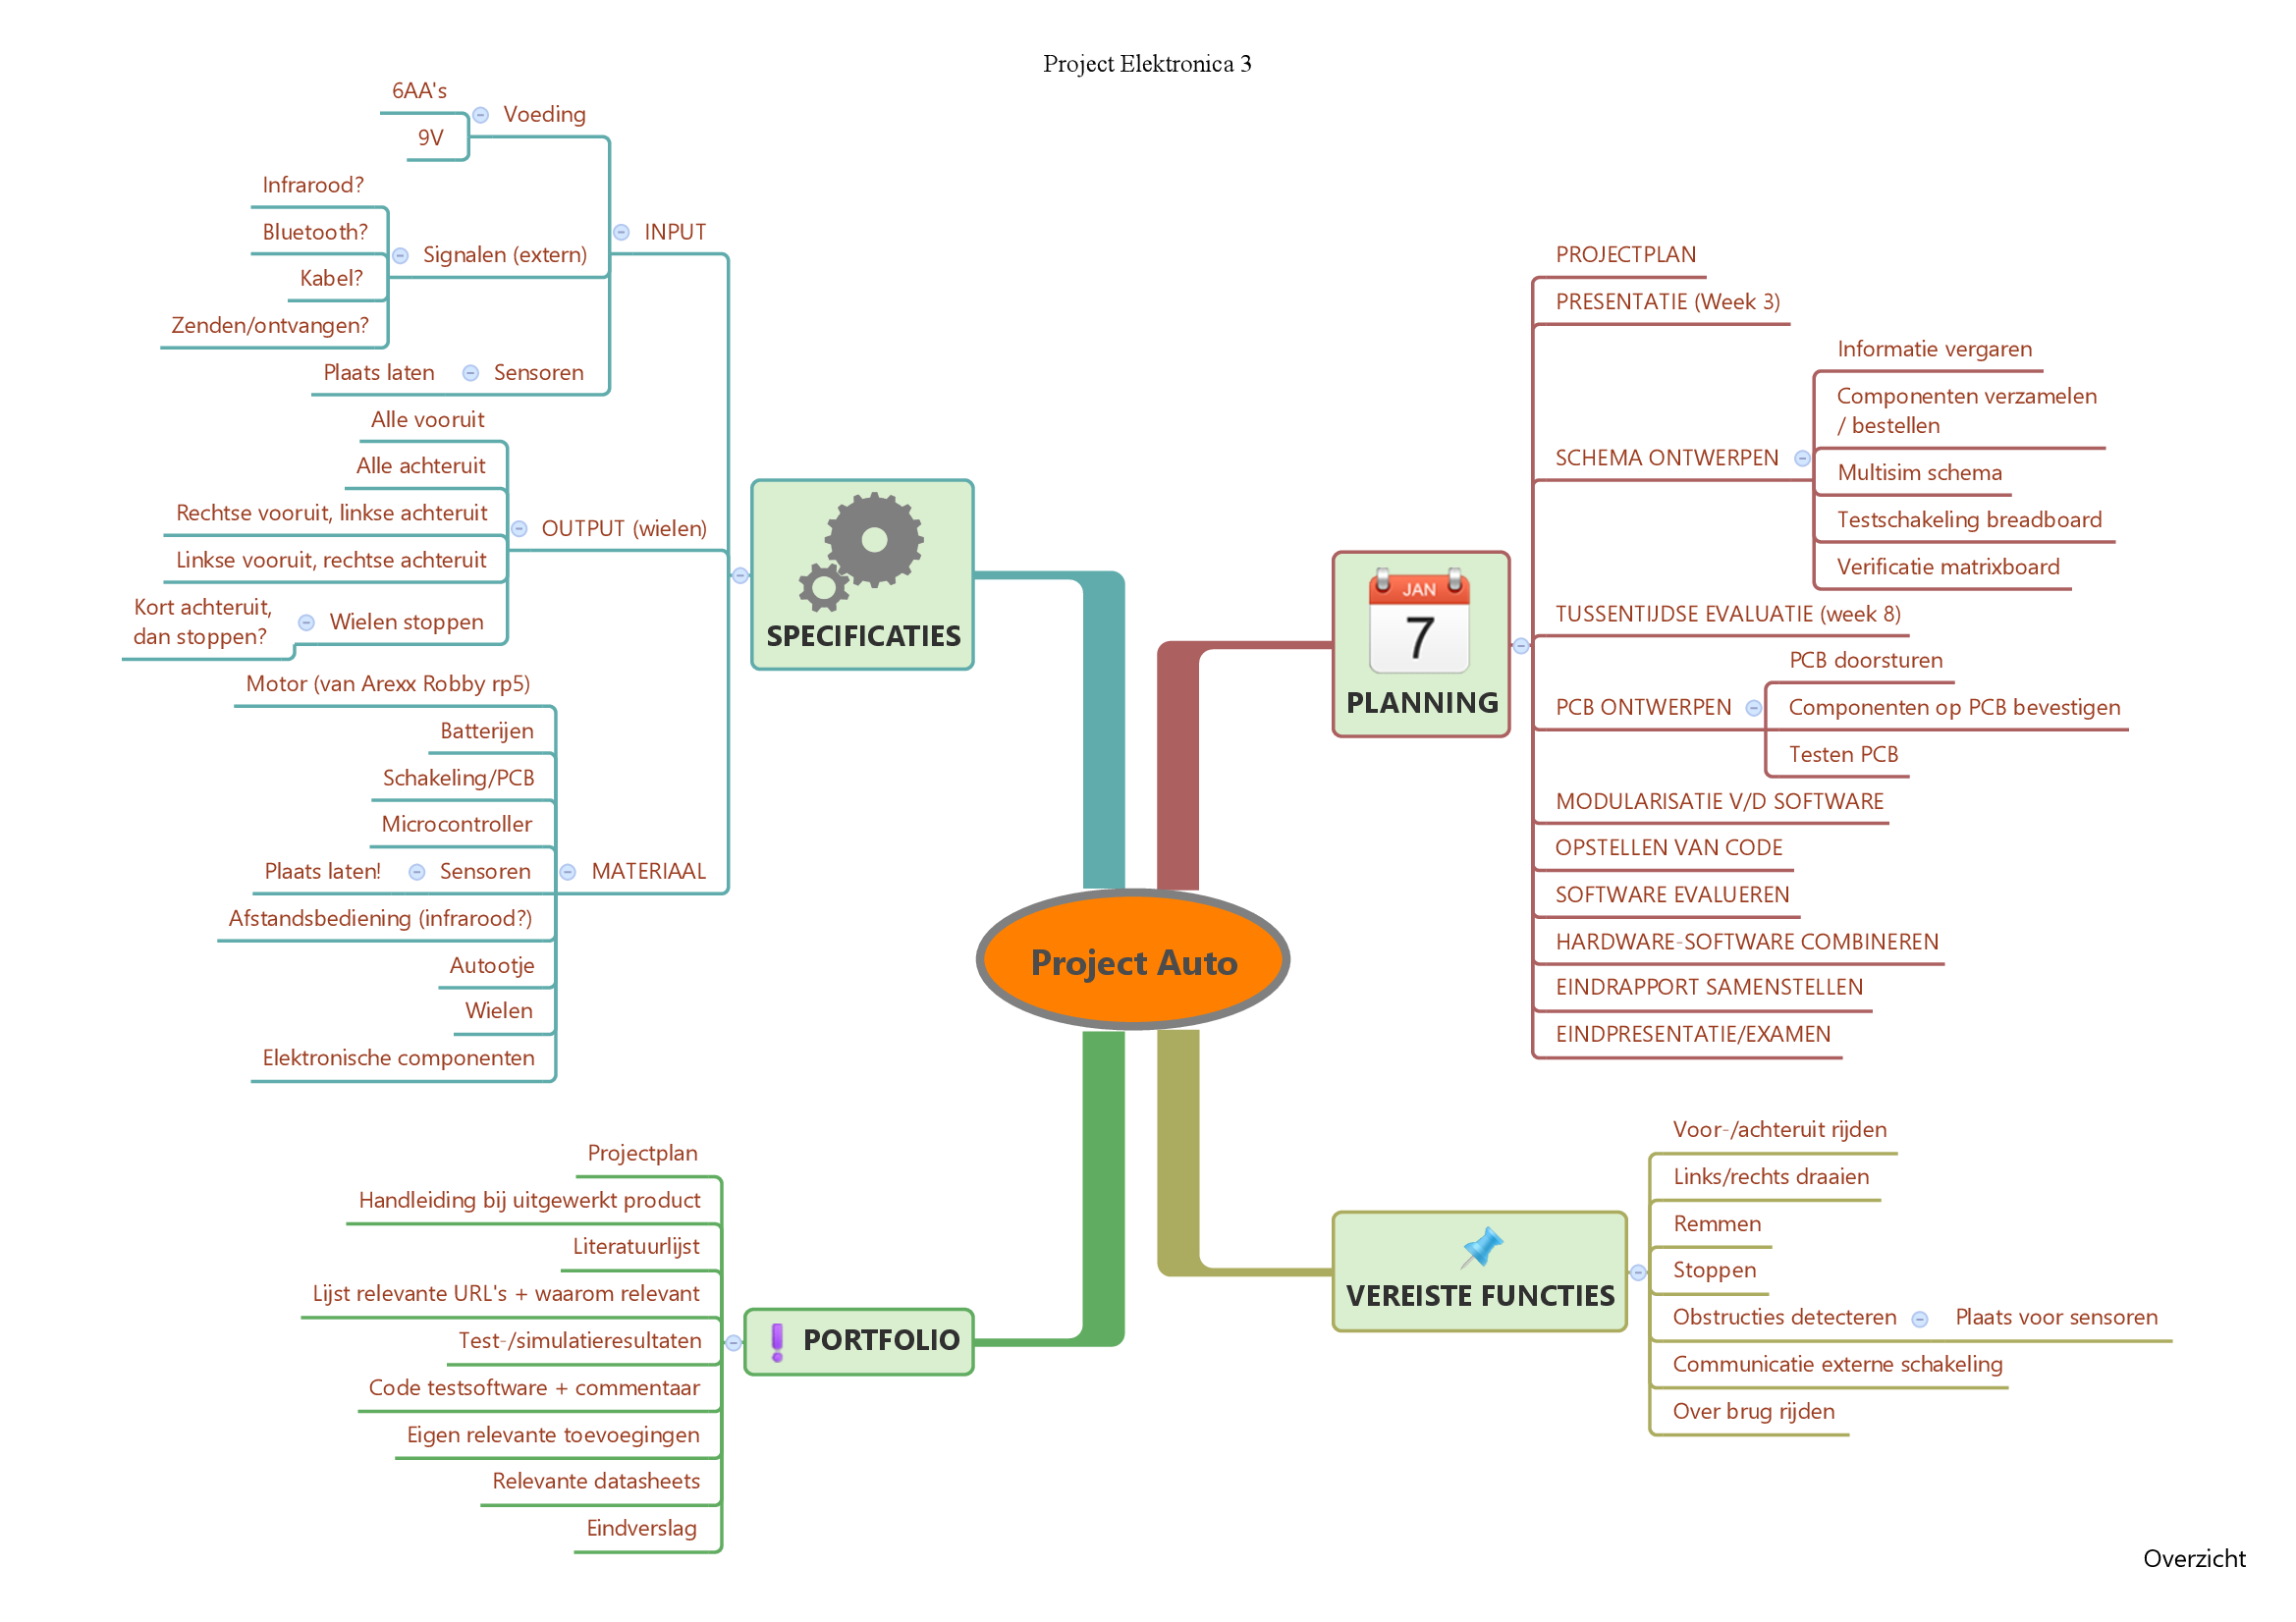 Project Elektronica 3
6AA's
9V
Voeding
Infrarood?
Bluetooth?
Kabel?
Zenden/ontvangen?
Signalen (extern)
INPUT
Plaats laten
Sensoren
Alle vooruit
Alle achteruit
Rechtse vooruit, linkse achteruit
Linkse vooruit, rechtse achteruit
Kort achteruit,
dan stoppen?
Wielen stoppen
OUTPUT (wielen)
Motor (van Arexx Robby rp5)
Batterijen
Schakeling/PCB
Microcontroller
Plaats laten!
Sensoren
MATERIAAL
Afstandsbediening (infrarood?)
Autootje
Wielen
Elektronische componenten
SPECIFICATIES
JAN
7
PLANNING
PROJECTPLAN
PRESENTATIE (Week 3)
SCHEMA ONTWERPEN
Informatie vergaren
Componenten verzamelen
/ bestellen
Multisim schema
Testschakeling breadboard
Verificatie matrixboard
TUSSENTIJDSE EVALUATIE (week 8)
PCB ONTWERPEN
PCB doorsturen
Componenten op PCB bevestigen
Testen PCB
MODULARISATIE V/D SOFTWARE
OPSTELLEN VAN CODE
SOFTWARE EVALUEREN
HARDWARE-SOFTWARE COMBINEREN
EINDRAPPORT SAMENSTELLEN
EINDPRESENTATIE/EXAMEN
Project Auto
Projectplan
Handleiding bij uitgewerkt product
Literatuurlijst
Lijst relevante URL's + waarom relevant
Test-/simulatieresultaten
Code testsoftware + commentaar
Eigen relevante toevoegingen
Relevante datasheets
Eindverslag
PORTFOLIO
VEREISTE FUNCTIES
Voor-/achteruit rijden
Links/rechts draaien
Remmen
Stoppen
Obstructies detecteren
Plaats voor sensoren
Communicatie externe schakeling
Over brug rijden
Overzicht